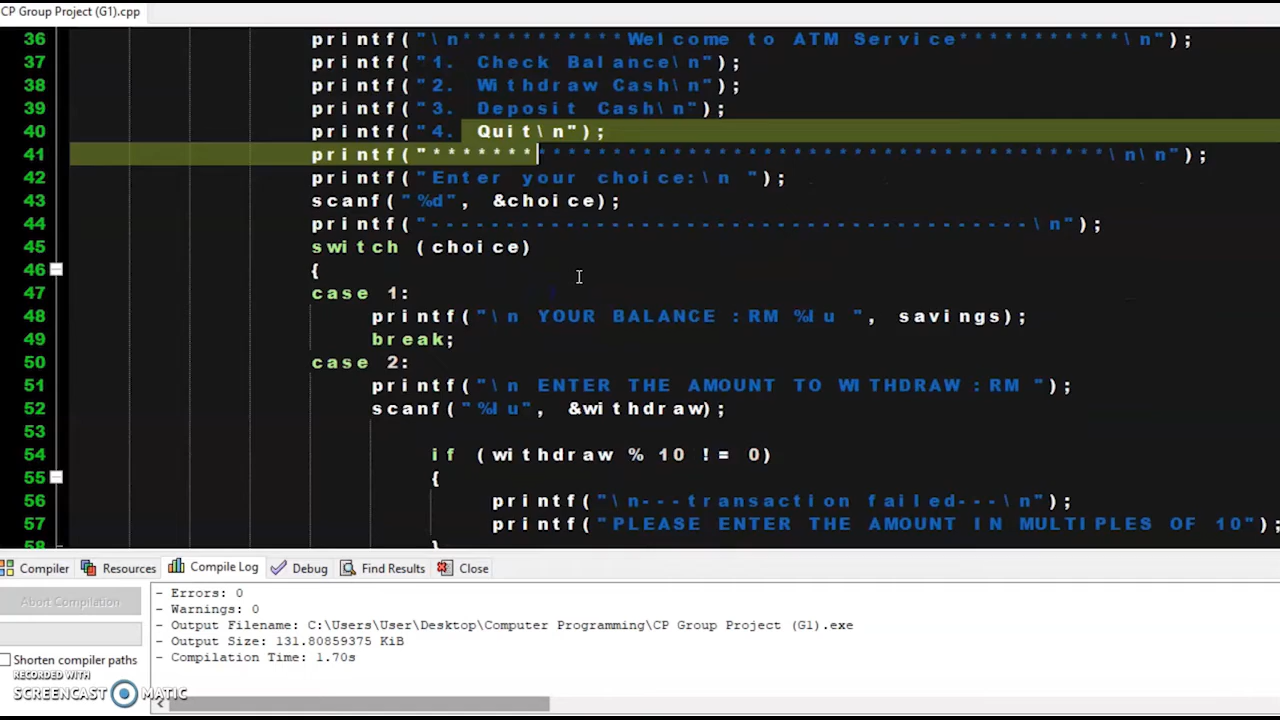 CP Group Project (G1).cpp
36 printf("\n***********Welcome to ATM Service***********\n");
37 printf("1. Check Balance\n");
38 printf("2. Withdraw Cash\n");
39 printf("3. Deposit Cash\n");
40 printf("4. Quit\n");
41 printf("*********************************************\n\n");
42 printf("Enter your choice:\n ");
43 scanf("%d", &choice);
44 printf("----------------------------------------\n");
45 switch (choice)
46 {
47 case 1:
48 printf("\n YOUR BALANCE :RM %lu ", savings);
49 break;
50 case 2:
51 printf("\n ENTER THE AMOUNT TO WITHDRAW :RM ");
52 scanf("%lu", &withdraw);
53
54 if (withdraw % 10 != 0)
55 {
56 printf("\n---transaction failed---\n");
57 printf("PLEASE ENTER THE AMOUNT IN MULTIPLES OF 10");
58 }
Compiler Resources Compile Log Debug Find Results Close
Abort Compilation
Shorten compiler paths
- Errors: 0
- Warnings: 0
- Output Filename: C:\Users\User\Desktop\Computer Programming\CP Group Project (G1).exe
- Output Size: 131.80859375 KiB
- Compilation Time: 1.70s
RECORDED WITH
SCREENCAST MATIC